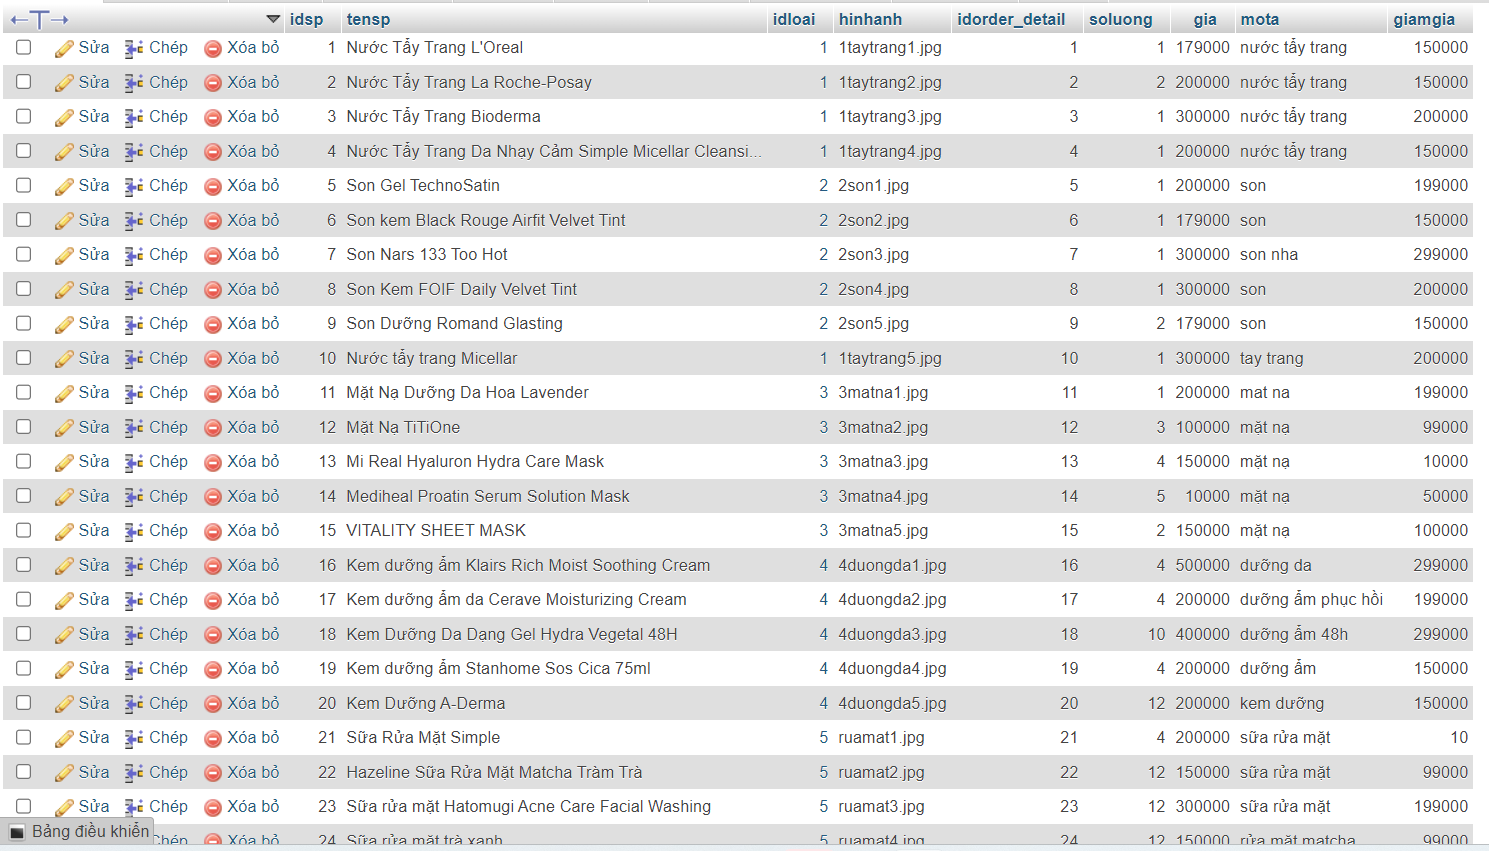 idsp tensp idloai hinhanh idorder_detail soluong gia mota giamgia
Sửa Chép Xóa bỏ 1 Nước Tẩy Trang L'Oreal 1 1taytrang1.jpg 1 1 179000 nước tẩy trang 150000
Sửa Chép Xóa bỏ 2 Nước Tẩy Trang La Roche-Posay 1 1taytrang2.jpg 2 2 200000 nước tẩy trang 150000
Sửa Chép Xóa bỏ 3 Nước Tẩy Trang Bioderma 1 1taytrang3.jpg 3 1 300000 nước tẩy trang 200000
Sửa Chép Xóa bỏ 4 Nước Tẩy Trang Da Nhạy Cảm Simple Micellar Cleansi... 1 1taytrang4.jpg 4 1 200000 nước tẩy trang 150000
Sửa Chép Xóa bỏ 5 Son Gel TechnoSatin 2 2son1.jpg 5 1 200000 son 199000
Sửa Chép Xóa bỏ 6 Son kem Black Rouge Airfit Velvet Tint 2 2son2.jpg 6 1 179000 son 150000
Sửa Chép Xóa bỏ 7 Son Nars 133 Too Hot 2 2son3.jpg 7 1 300000 son nha 299000
Sửa Chép Xóa bỏ 8 Son Kem FOIF Daily Velvet Tint 2 2son4.jpg 8 1 300000 son 200000
Sửa Chép Xóa bỏ 9 Son Dưỡng Romand Glasting 2 2son5.jpg 9 2 179000 son 150000
Sửa Chép Xóa bỏ 10 Nước tẩy trang Micellar 1 1taytrang5.jpg 10 1 300000 tay trang 200000
Sửa Chép Xóa bỏ 11 Mặt Nạ Dưỡng Da Hoa Lavender 3 3matna1.jpg 11 1 200000 mat nạ 199000
Sửa Chép Xóa bỏ 12 Mặt Nạ TiTiOne 3 3matna2.jpg 12 3 100000 mặt nạ 99000
Sửa Chép Xóa bỏ 13 Mi Real Hyaluron Hydra Care Mask 3 3matna3.jpg 13 4 150000 mặt nạ 10000
Sửa Chép Xóa bỏ 14 Mediheal Proatin Serum Solution Mask 3 3matna4.jpg 14 5 10000 mặt nạ 50000
Sửa Chép Xóa bỏ 15 VITALITY SHEET MASK 3 3matna5.jpg 15 2 150000 mặt nạ 100000
Sửa Chép Xóa bỏ 16 Kem dưỡng ẩm Klairs Rich Moist Soothing Cream 4 4duongda1.jpg 16 4 500000 dưỡng da 299000
Sửa Chép Xóa bỏ 17 Kem dưỡng ẩm da Cerave Moisturizing Cream 4 4duongda2.jpg 17 4 200000 dưỡng ẩm phục hồi 199000
Sửa Chép Xóa bỏ 18 Kem Dưỡng Da Dạng Gel Hydra Vegetal 48H 4 4duongda3.jpg 18 10 400000 dưỡng ẩm 48h 299000
Sửa Chép Xóa bỏ 19 Kem dưỡng ẩm Stanhome Sos Cica 75ml 4 4duongda4.jpg 19 4 200000 dưỡng ẩm 150000
Sửa Chép Xóa bỏ 20 Kem Dưỡng A-Derma 4 4duongda5.jpg 20 12 200000 kem dưỡng 150000
Sửa Chép Xóa bỏ 21 Sữa Rửa Mặt Simple 5 ruamat1.jpg 21 4 200000 sữa rửa mặt 10
Sửa Chép Xóa bỏ 22 Hazeline Sữa Rửa Mặt Matcha Tràm Trà 5 ruamat2.jpg 22 12 150000 sữa rửa mặt 99000
Sửa Chép Xóa bỏ 23 Sữa rửa mặt Hatomugi Acne Care Facial Washing 5 ruamat3.jpg 23 12 300000 sữa rửa mặt 199000
Bảng điều khiển
Chép Xóa bỏ 24 Sữa rửa mặt trà xanh 5 ruamat4.jpg 24 12 150000 rửa mặt matcha 99000